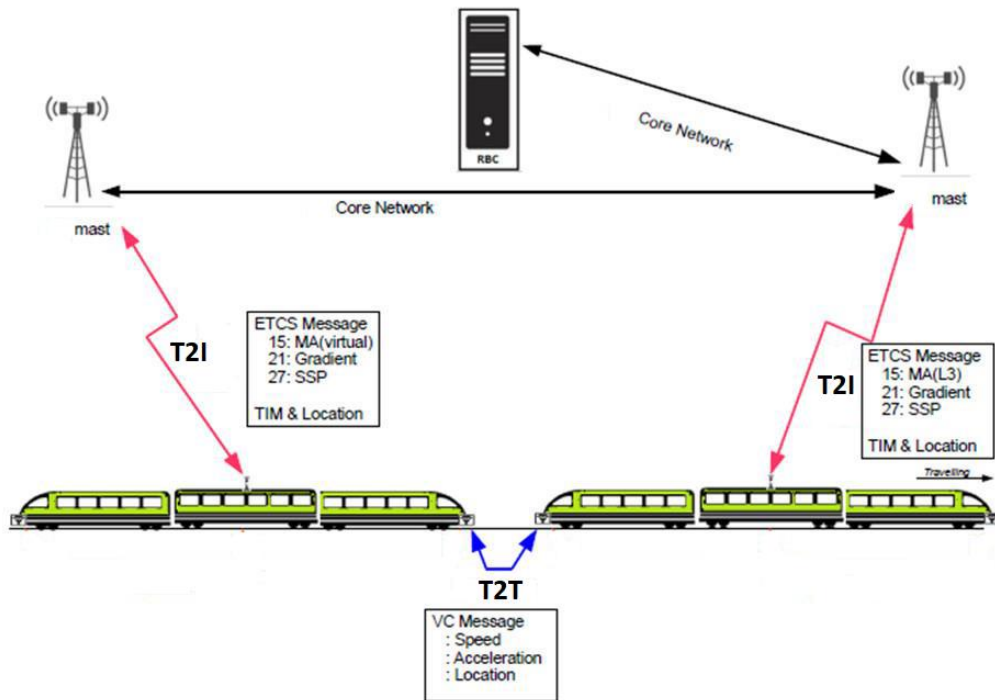 RBC
Core Network
Core Network
mast
mast
ETCS Message
15: MA(virtual)
21: Gradient
27: SSP
TIM & Location
T2I
T2I
ETCS Message
15: MA(L3)
21: Gradient
27: SSP
TIM & Location
Travelling
T2T
VC Message
: Speed
: Acceleration
: Location